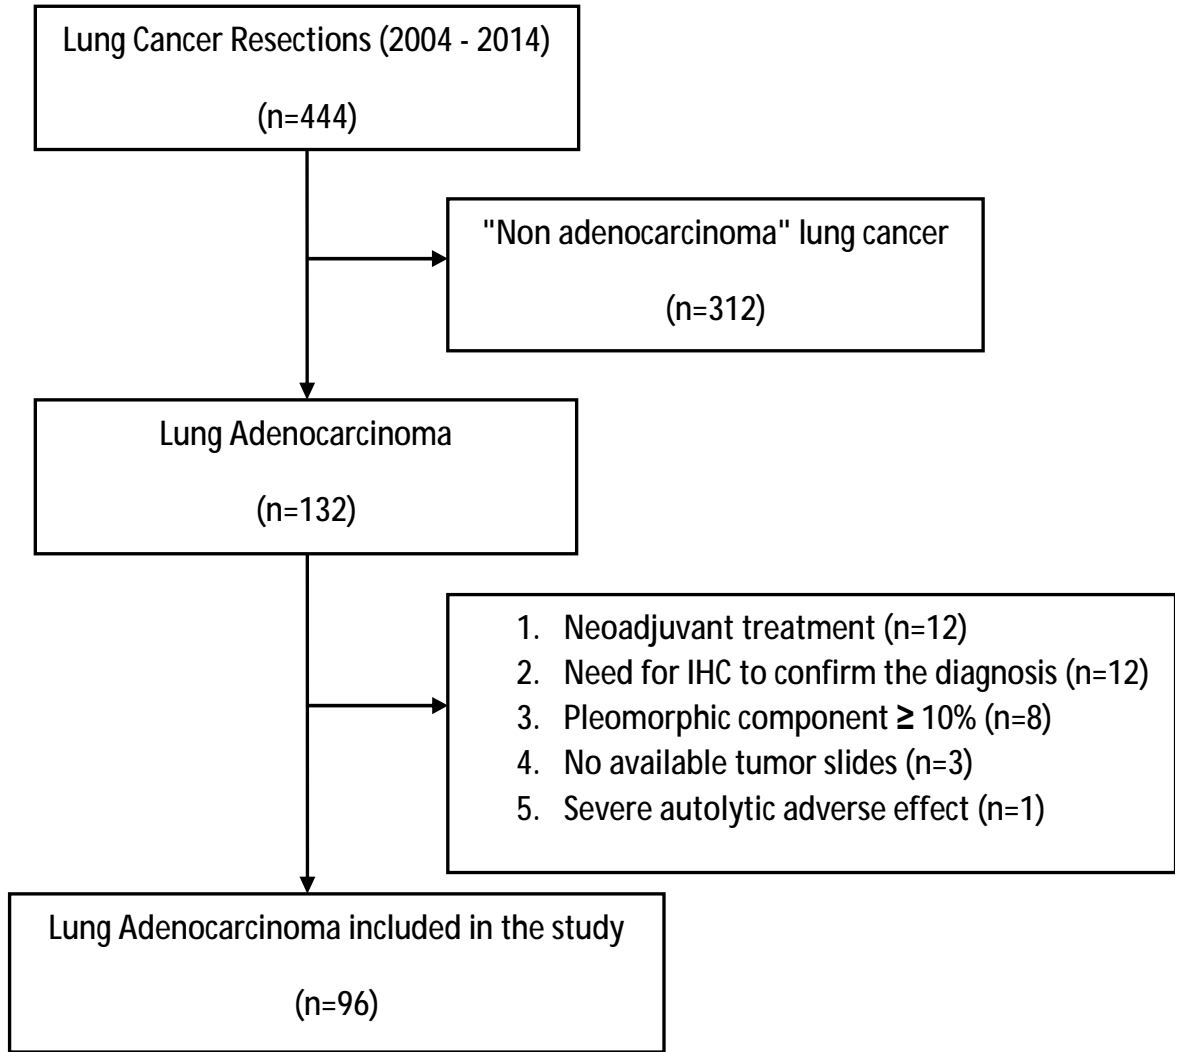 Lung Cancer Resections (2004 - 2014)
(n=444)
"Non adenocarcinoma" lung cancer
(n=312)
Lung Adenocarcinoma
(n=132)
1. Neoadjuvant treatment (n=12)
2. Need for IHC to confirm the diagnosis (n=12)
3. Pleomorphic component ≥ 10% (n=8)
4. No available tumor slides (n=3)
5. Severe autolytic adverse effect (n=1)
Lung Adenocarcinoma included in the study
(n=96)